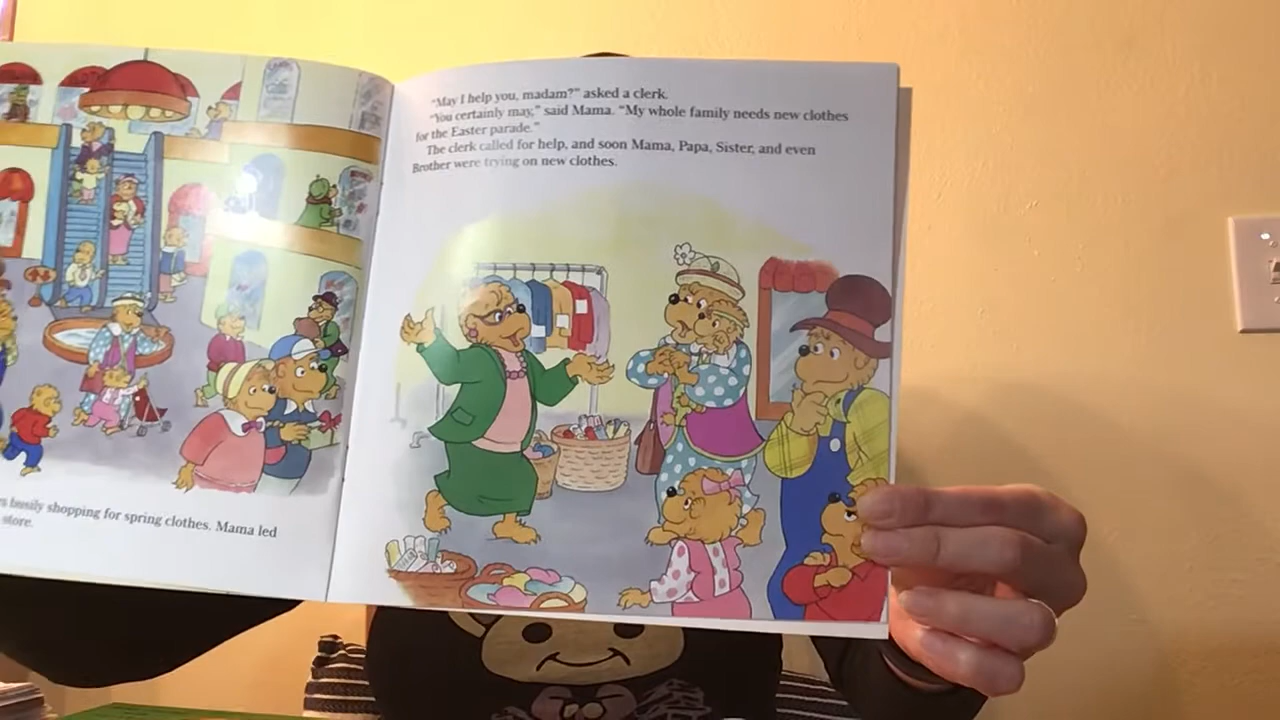 s busily shopping for spring clothes. Mama led
store.
"May I help you, madam?" asked a clerk.
"You certainly may," said Mama. "My whole family needs new clothes
for the Easter parade."
The clerk called for help, and soon Mama, Papa, Sister, and even
Brother were trying on new clothes.